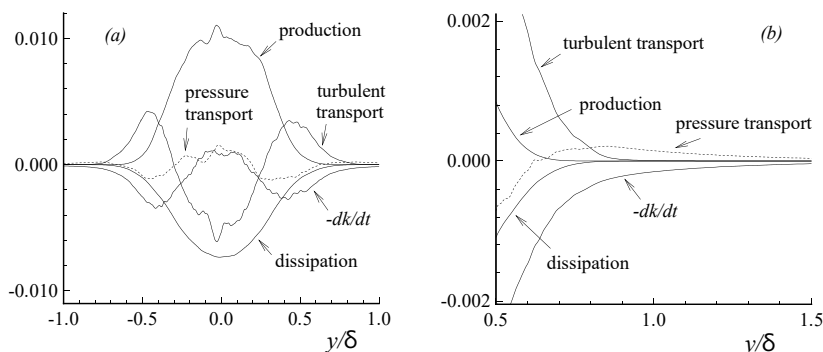 (a)
0.010
production
pressure
transport
turbulent
transport
0.000
-dk/dt
dissipation
-0.010
-1.0 -0.5 0.0 0.5 1.0
y/δ
0.002
(b)
turbulent transport
production
pressure transport
0.000
-dk/dt
dissipation
-0.002
0.5 1.0 1.5
y/δ